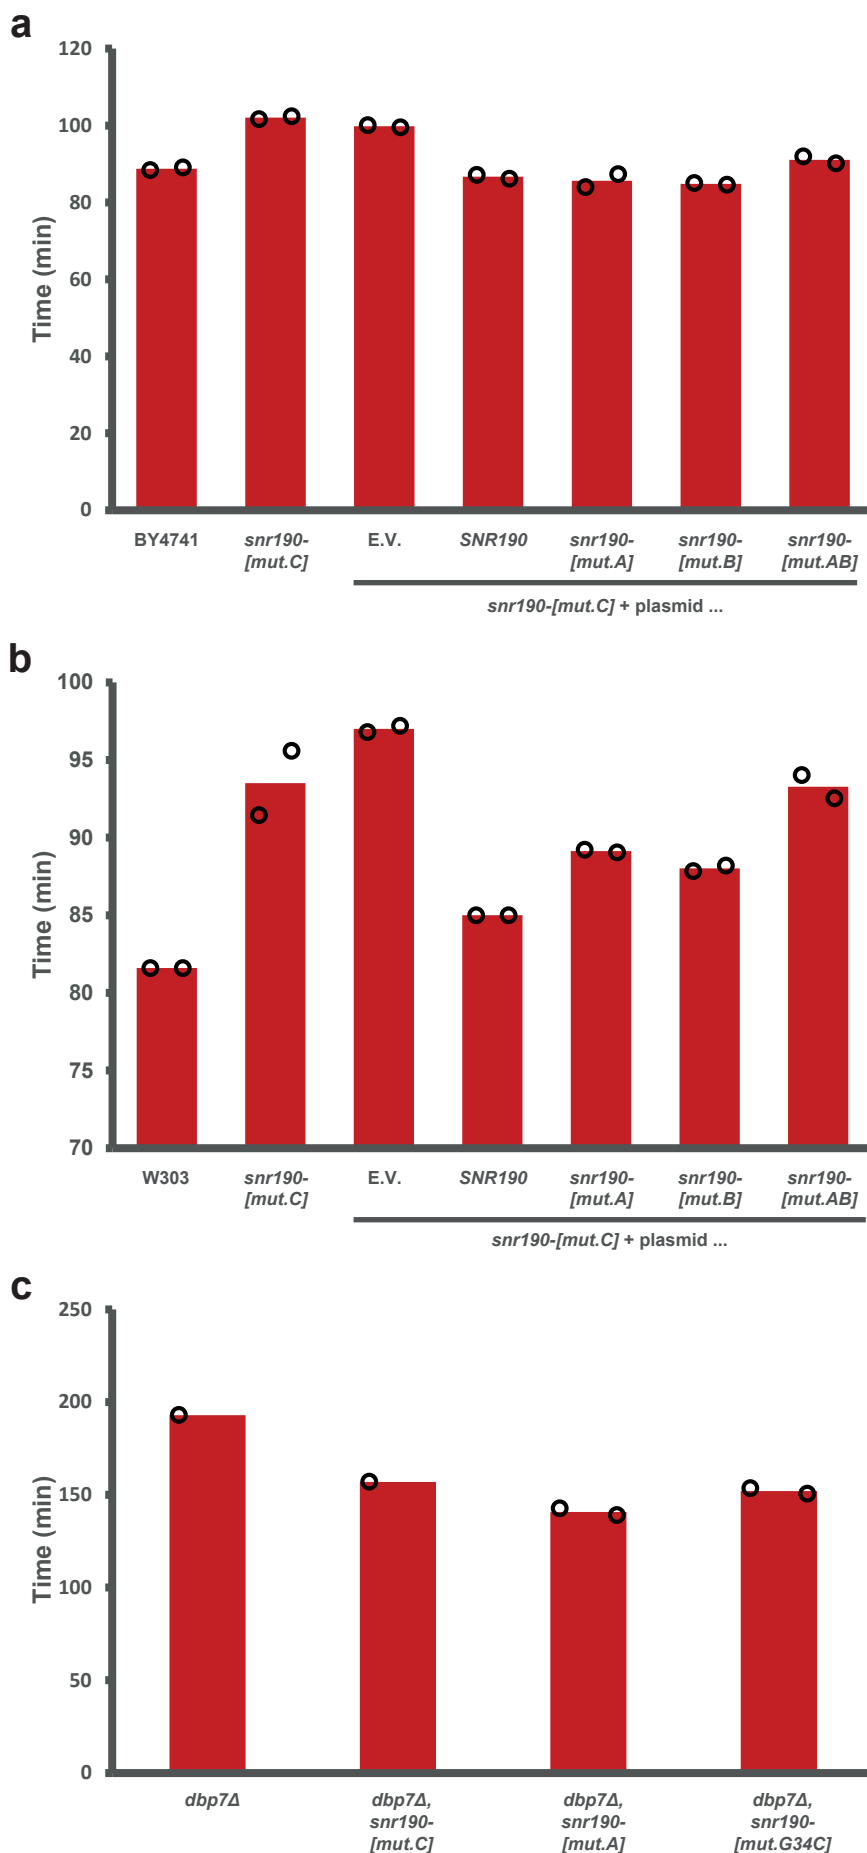 a
120
100
80
60
40
20
0
Time (min)
BY4741
snr190-
[mut.C]
E.V.
SNR190
snr190-
[mut.A]
snr190-
[mut.B]
snr190-
[mut.AB]
snr190-[mut.C] + plasmid ...
b
100
95
90
85
80
75
70
Time (min)
W303
snr190-
[mut.C]
E.V.
SNR190
snr190-
[mut.A]
snr190-
[mut.B]
snr190-
[mut.AB]
snr190-[mut.C] + plasmid ...
c
250
200
150
100
50
0
Time (min)
dbp7Δ
dbp7Δ,
snr190-
[mut.C]
dbp7Δ,
snr190-
[mut.A]
dbp7Δ,
snr190-
[mut.G34C]